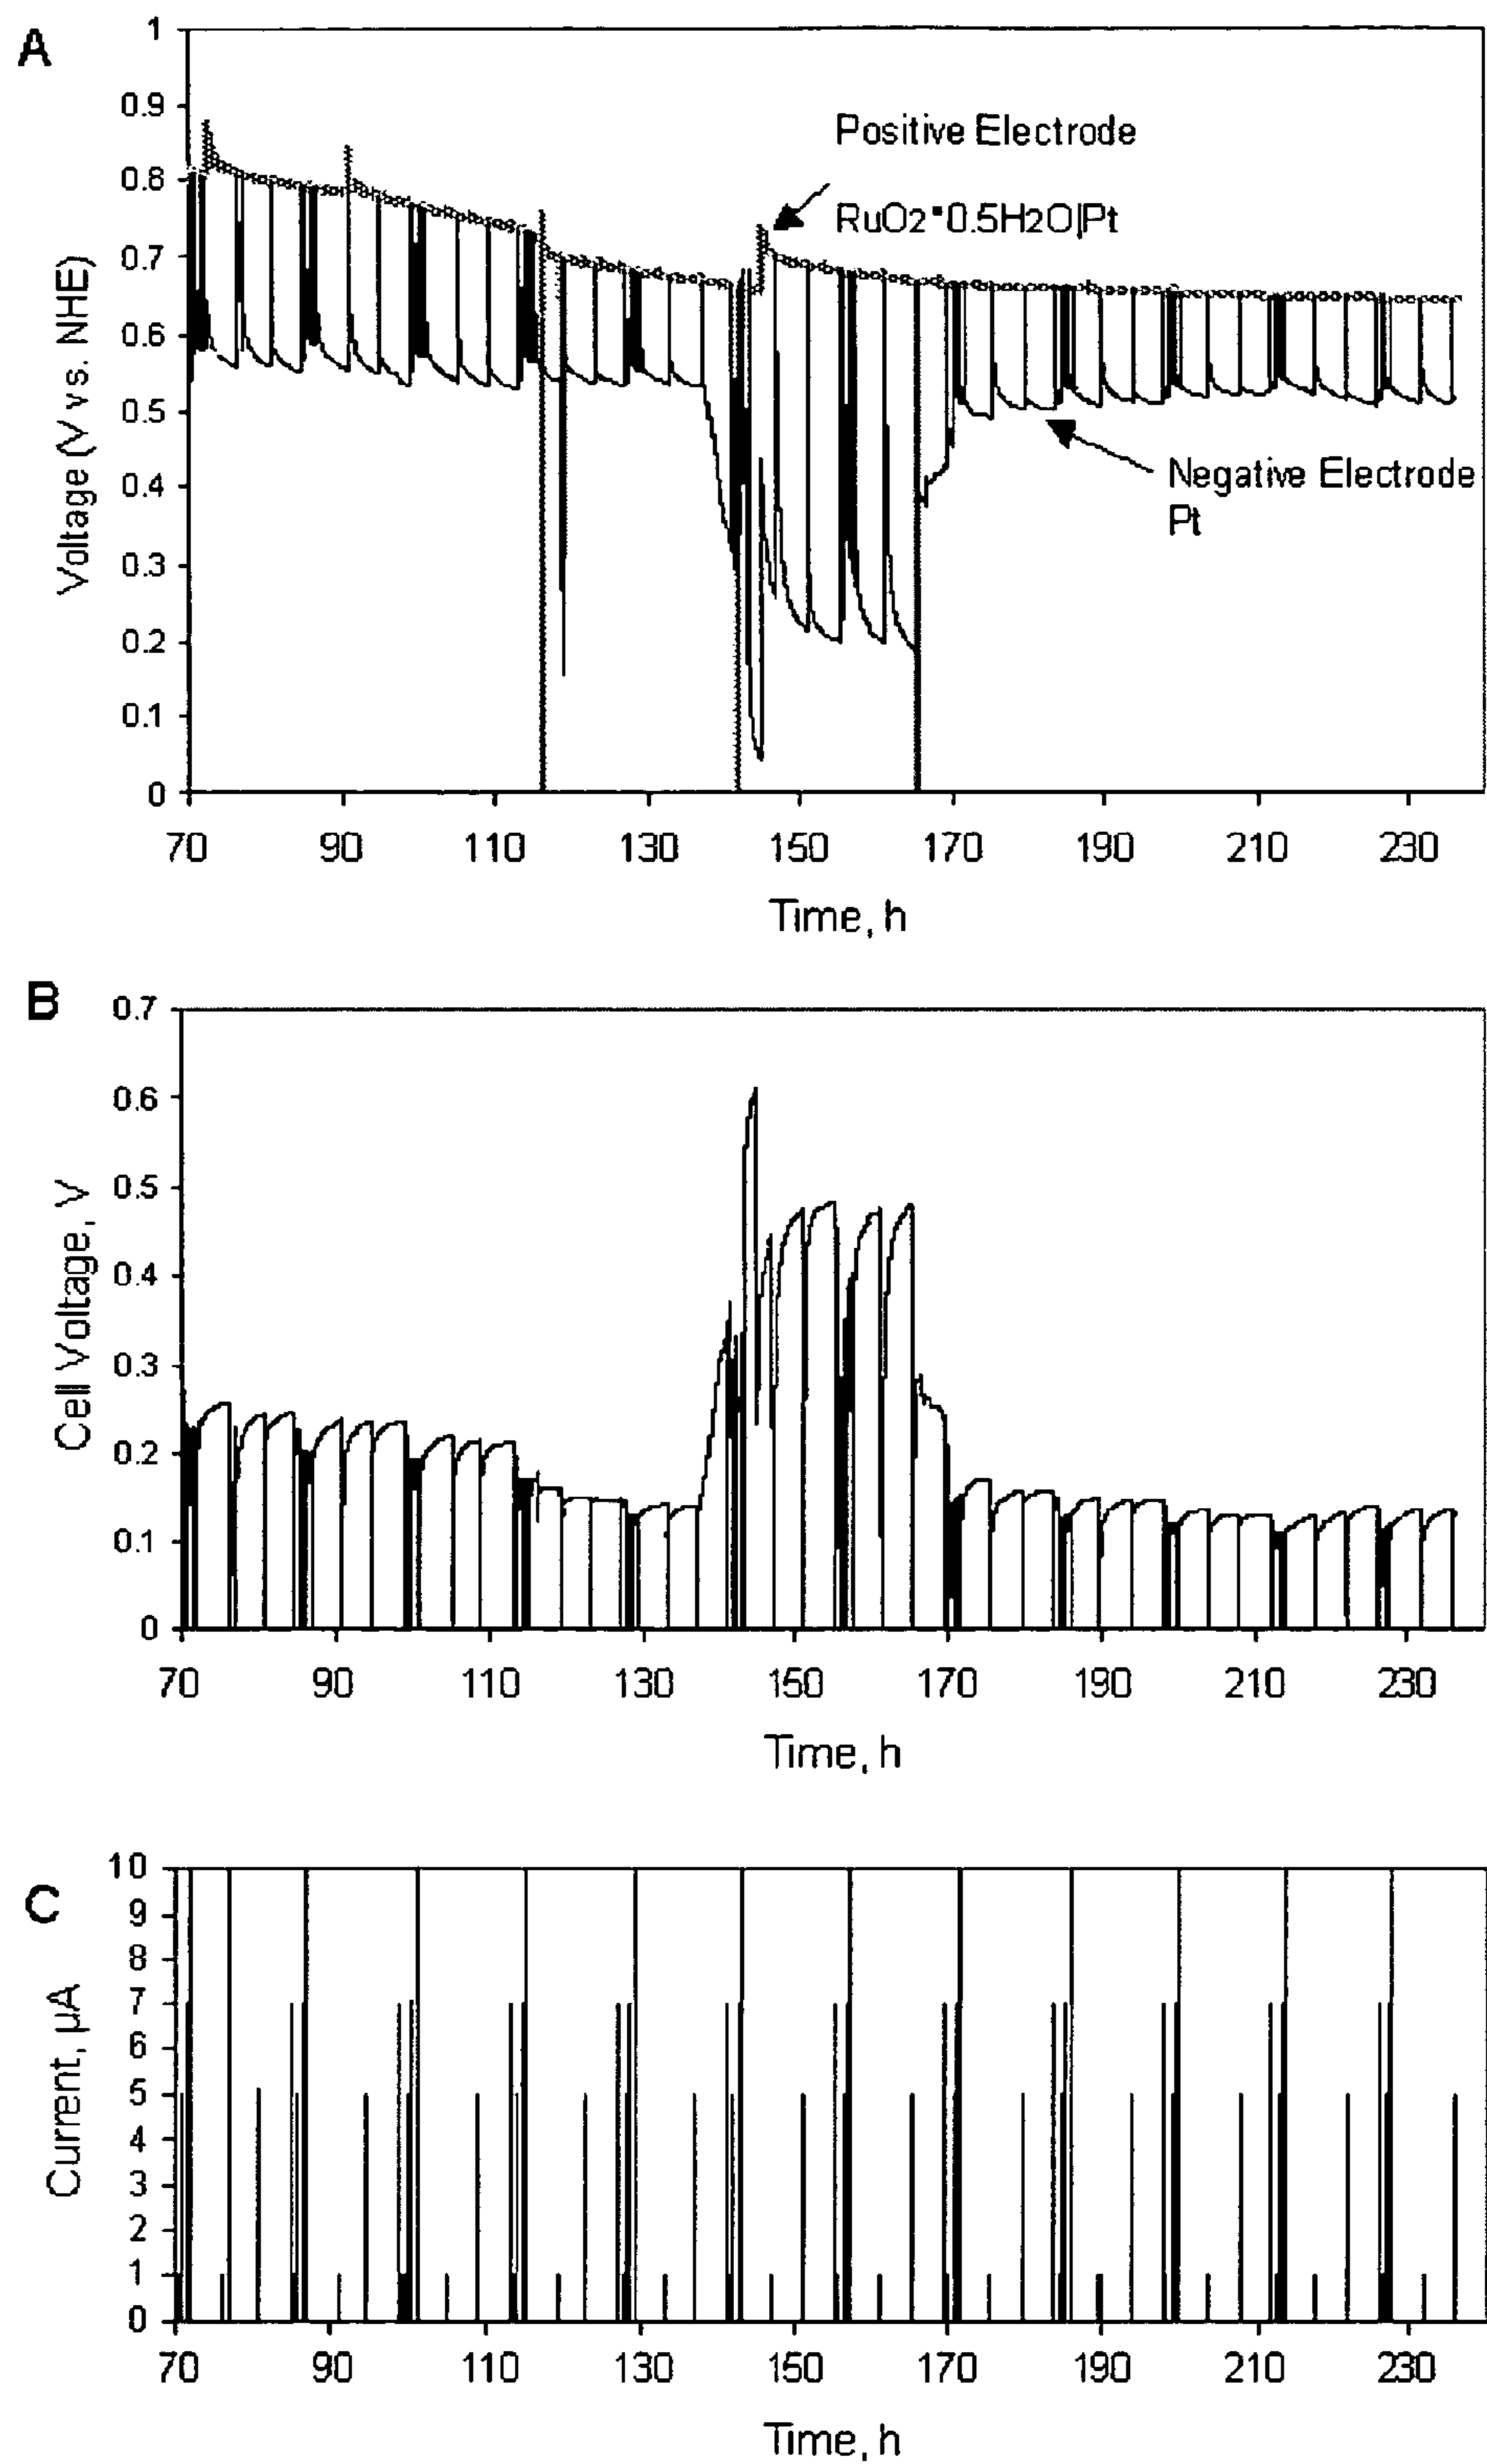 A
1
0.9
0.8
0.7
0.6
0.5
0.4
0.3
0.2
0.1
0
Voltage (V vs. NHE)
Positive Electrode
RuO2*0.5H2O|Pt
Negative Electrode
Pt
70 90 110 130 150 170 190 210 230
Time, h
B
0.7
0.6
0.5
0.4
0.3
0.2
0.1
0
Cell Voltage, V
70 90 110 130 150 170 190 210 230
Time, h
C
10
9
8
7
6
5
4
3
2
1
0
Current, µA
70 90 110 130 150 170 190 210 230
Time, h